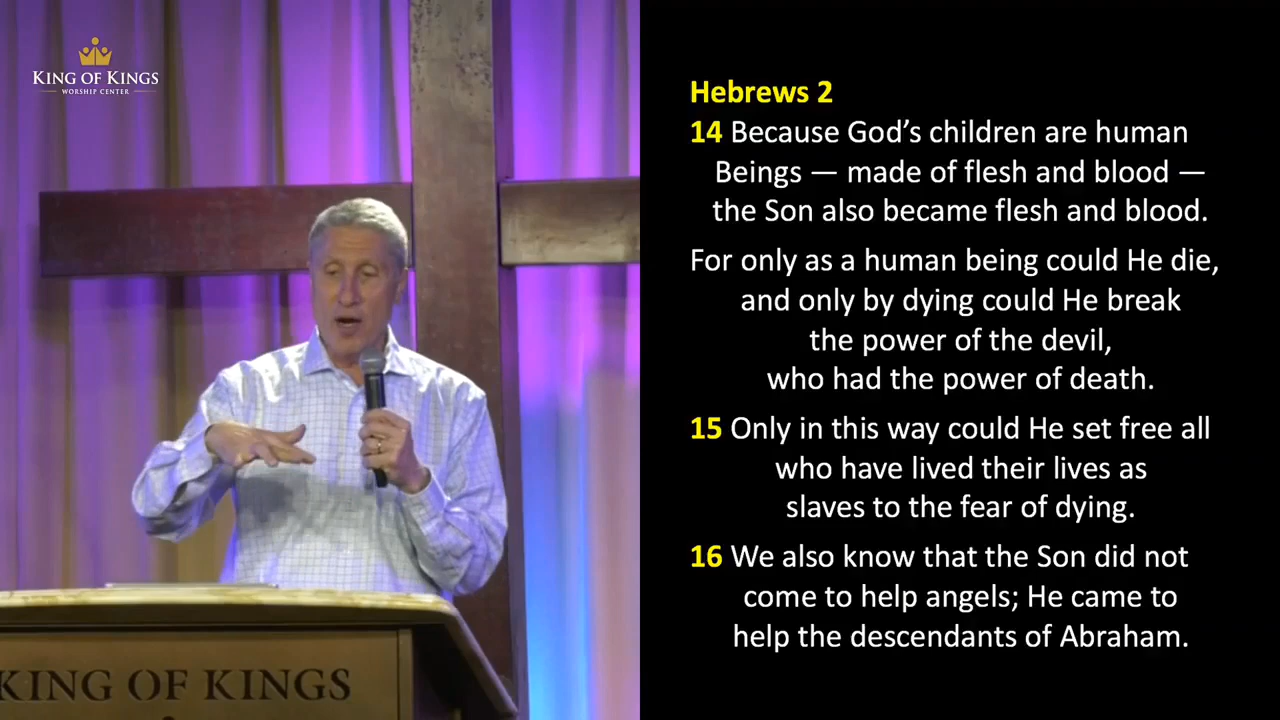 KING OF KINGS
WORSHIP CENTER
KING OF KINGS
Hebrews 2
14 Because God’s children are human
Beings — made of flesh and blood —
the Son also became flesh and blood.
For only as a human being could He die,
and only by dying could He break
the power of the devil,
who had the power of death.
15 Only in this way could He set free all
who have lived their lives as
slaves to the fear of dying.
16 We also know that the Son did not
come to help angels; He came to
help the descendants of Abraham.